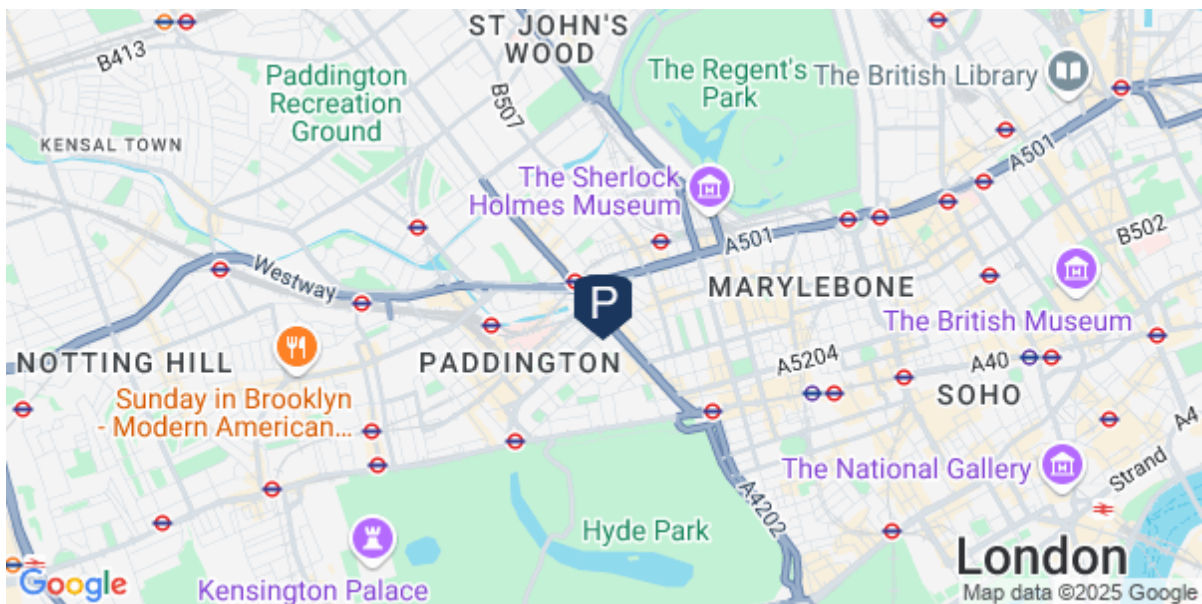 ST JOHN'S
WOOD
B413
Paddington
Recreation
Ground
B507
The Regent's
Park
The British Library
KENSAL TOWN
A501
The Sherlock
Holmes Museum
B502
A501
Westway
MARYLEBONE
P
The British Museum
NOTTING HILL
PADDINGTON
A5204
A40
SOHO
Sunday in Brooklyn
- Modern American...
A4
The National Gallery
Strand
A4202
Hyde Park
London
Google
Kensington Palace
Map data ©2025 Google